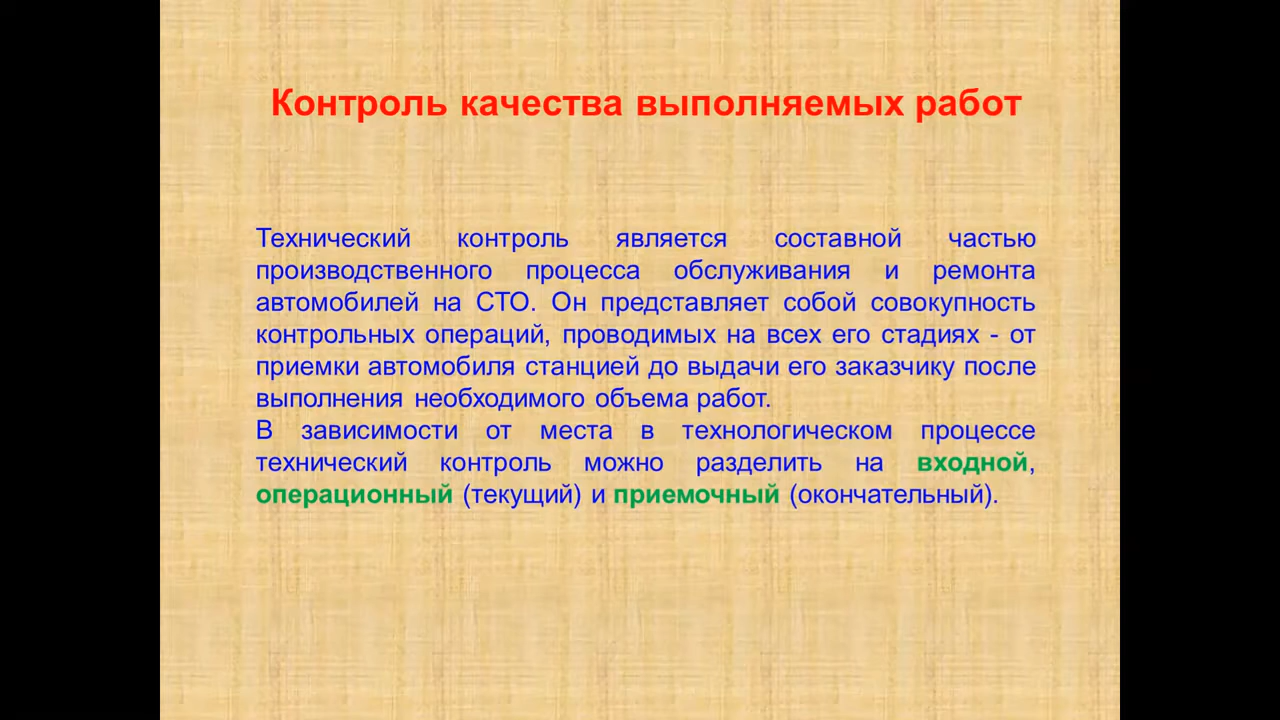 Контроль качества выполняемых работ
Технический контроль является составной частью
производственного процесса обслуживания и ремонта
автомобилей на СТО. Он представляет собой совокупность
контрольных операций, проводимых на всех его стадиях - от
приемки автомобиля станцией до выдачи его заказчику после
выполнения необходимого объема работ.
В зависимости от места в технологическом процессе
технический контроль можно разделить на входной,
операционный (текущий) и приемочный (окончательный).